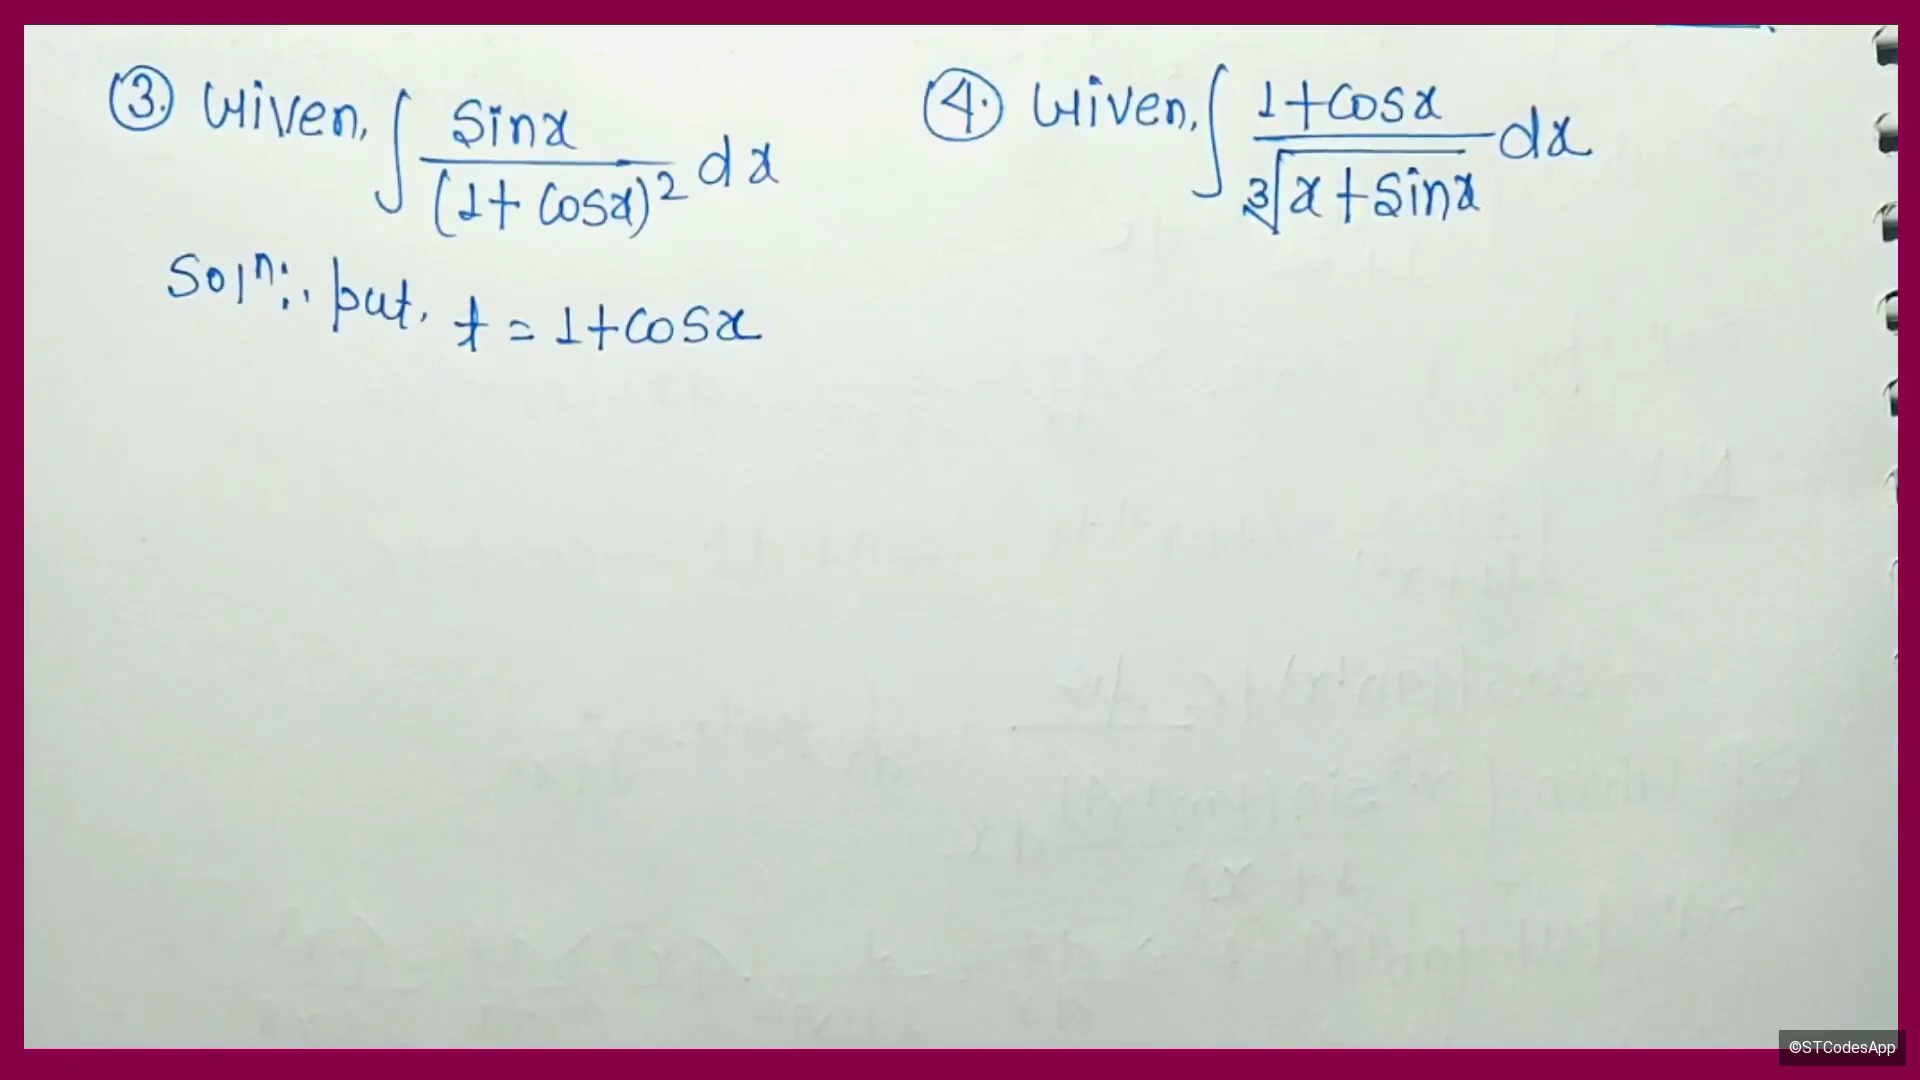 3. Given, ∫ sinx / (1+cosx)² dx
Solⁿ:, put, t = 1+cosx
4. Given, ∫ 1+cosx / ∛x+sinx dx
©STCodesApp